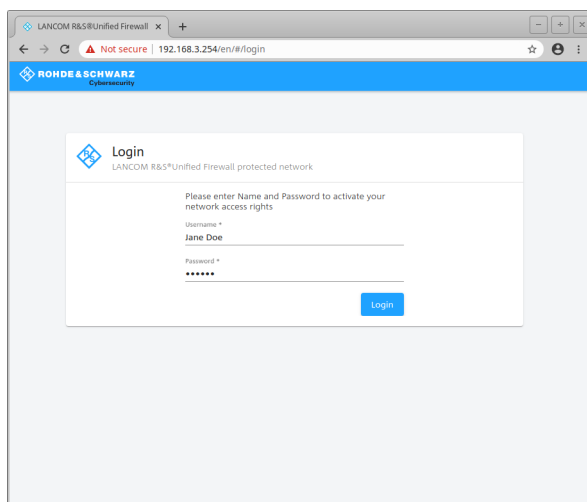 LANCOM R&S®Unified Firewall
Not secure | 192.168.3.254/en/#/login
ROHDE&SCHWARZ
Cybersecurity
R&S
Login
LANCOM R&S®Unified Firewall protected network
Please enter Name and Password to activate your
network access rights
Username *
Jane Doe
Password *
••••••
Login